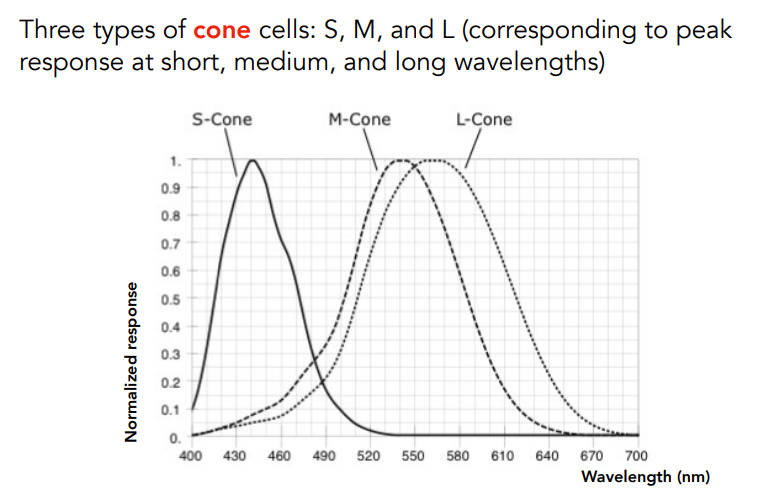 Three types of cone cells: S, M, and L (corresponding to peak
response at short, medium, and long wavelengths)
S-Cone M-Cone L-Cone
1.
0.9
0.8
0.7
0.6
0.5
0.4
0.3
0.2
0.1
0.
Normalized response
400 430 460 490 520 550 580 610 640 670 700
Wavelength (nm)